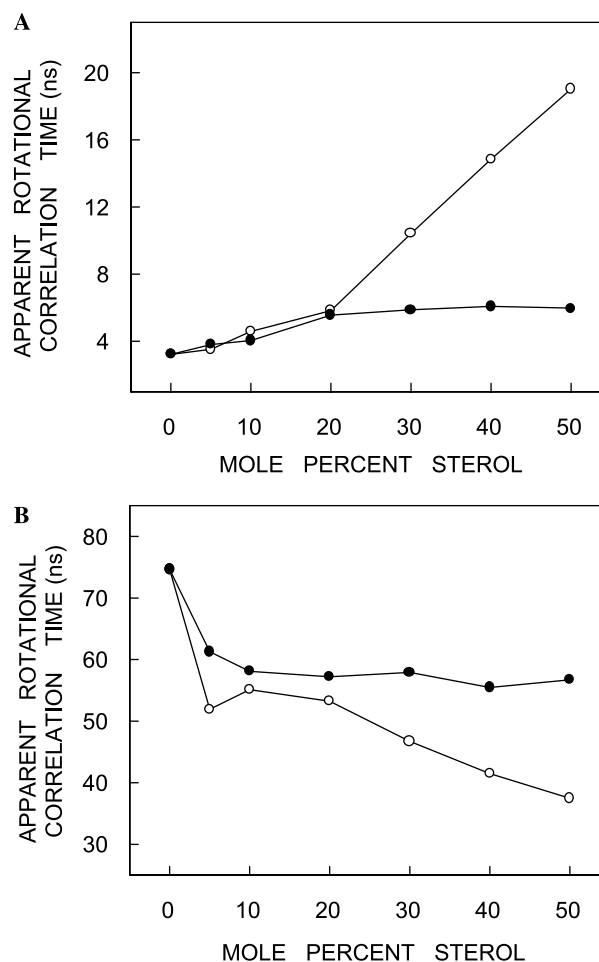 A
APPARENT ROTATIONAL
CORRELATION TIME (ns)
20
16
12
8
4
0 10 20 30 40 50
MOLE PERCENT STEROL
B
APPARENT ROTATIONAL
CORRELATION TIME (ns)
80
70
60
50
40
30
0 10 20 30 40 50
MOLE PERCENT STEROL